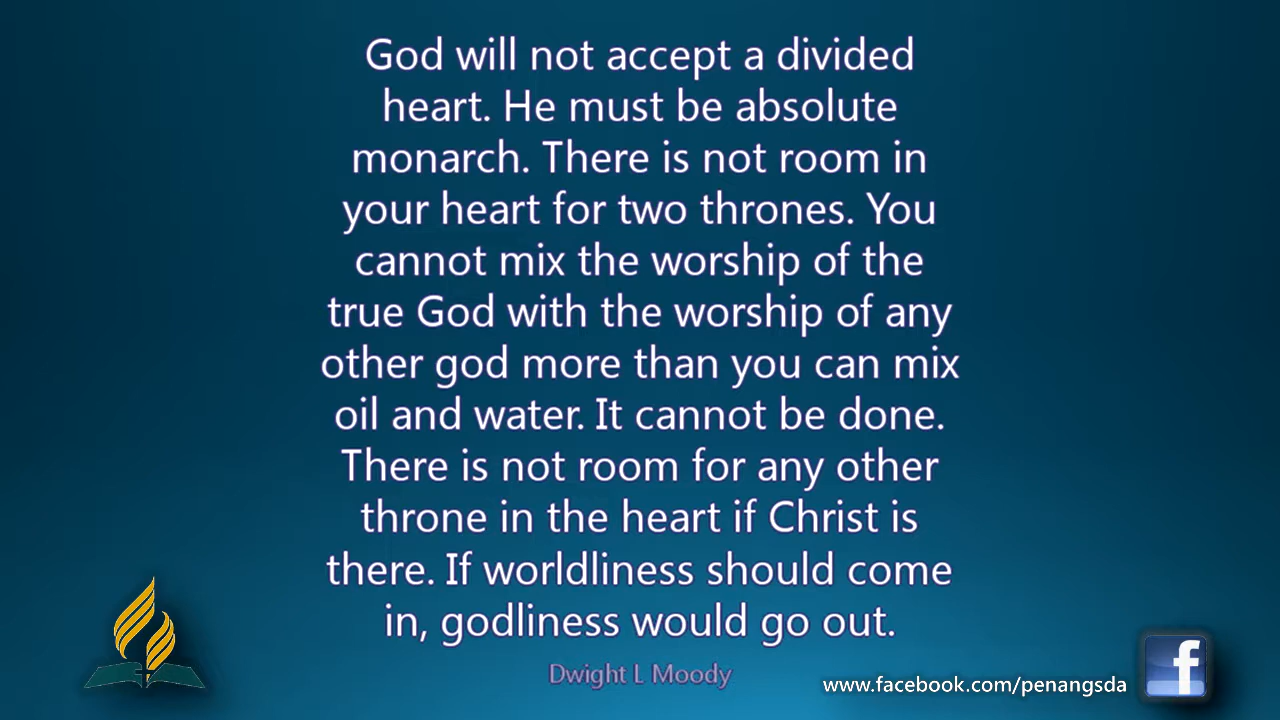 God will not accept a divided
heart. He must be absolute
monarch. There is not room in
your heart for two thrones. You
cannot mix the worship of the
true God with the worship of any
other god more than you can mix
oil and water. It cannot be done.
There is not room for any other
throne in the heart if Christ is
there. If worldliness should come
in, godliness would go out.
Dwight L Moody
www.facebook.com/penangsda
f